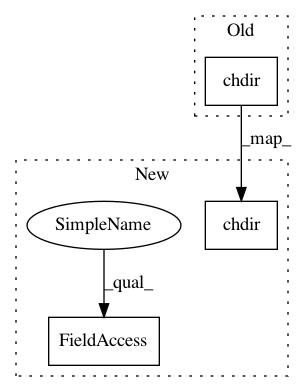 Old
chdir
_map_
New
SimpleName
chdir
_qual_
FieldAccess